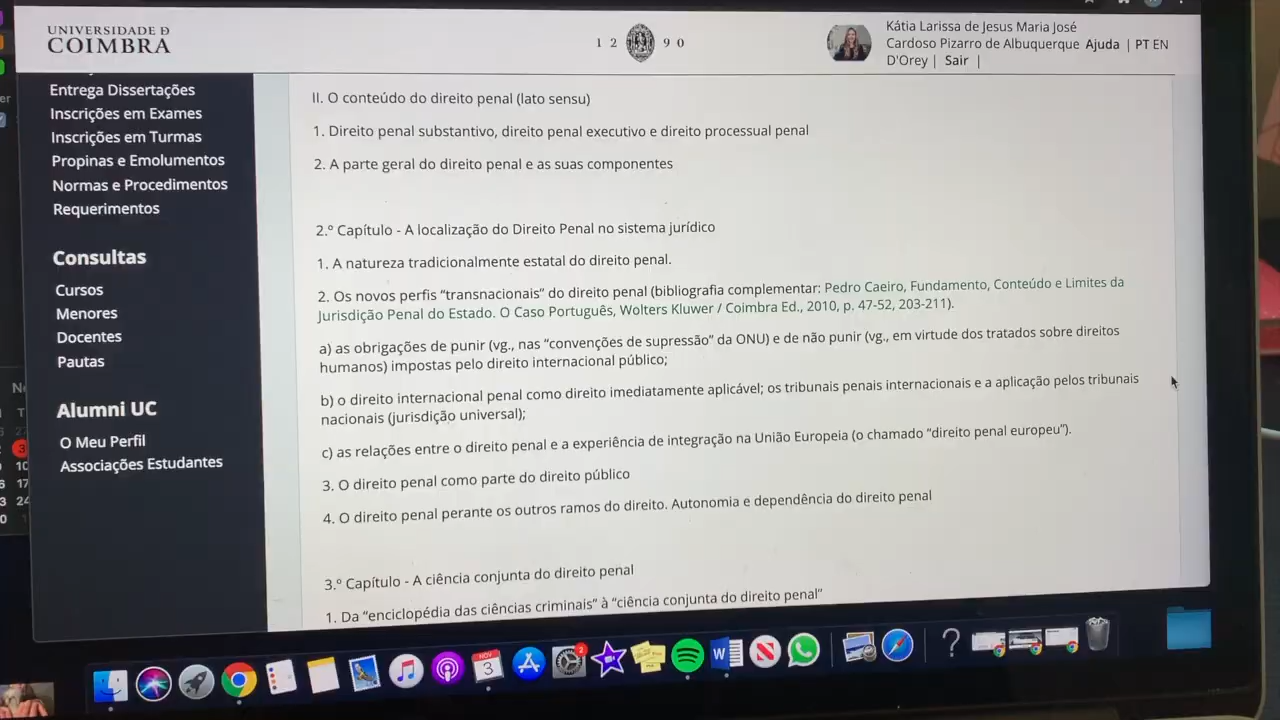 UNIVERSIDADE D
COIMBRA
12 90
Kátia Larissa de Jesus Maria José
Cardoso Pizarro de Albuquerque Ajuda | PT EN
D'Orey | Sair |
Entrega Dissertações
Inscrições em Exames
Inscrições em Turmas
Propinas e Emolumentos
Normas e Procedimentos
Requerimentos
Consultas
Cursos
Menores
Docentes
Pautas
Alumni UC
O Meu Perfil
Associações Estudantes
II. O conteúdo do direito penal (lato sensu)
1. Direito penal substantivo, direito penal executivo e direito processual penal
2. A parte geral do direito penal e as suas componentes
2.º Capítulo - A localização do Direito Penal no sistema jurídico
1. A natureza tradicionalmente estatal do direito penal.
2. Os novos perfis “transnacionais” do direito penal (bibliografia complementar: Pedro Caeiro, Fundamento, Conteúdo e Limites da
Jurisdição Penal do Estado. O Caso Português, Wolters Kluwer / Coimbra Ed., 2010, p. 47-52, 203-211).
a) as obrigações de punir (vg., nas “convenções de supressão” da ONU) e de não punir (vg., em virtude dos tratados sobre direitos
humanos) impostas pelo direito internacional público;
b) o direito internacional penal como direito imediatamente aplicável; os tribunais penais internacionais e a aplicação pelos tribunais
nacionais (jurisdição universal);
c) as relações entre o direito penal e a experiência de integração na União Europeia (o chamado “direito penal europeu”).
3. O direito penal como parte do direito público
4. O direito penal perante os outros ramos do direito. Autonomia e dependência do direito penal
3.º Capítulo - A ciência conjunta do direito penal
1. Da “enciclopédia das ciências criminais” à “ciência conjunta do direito penal”
NOV
3
2
W